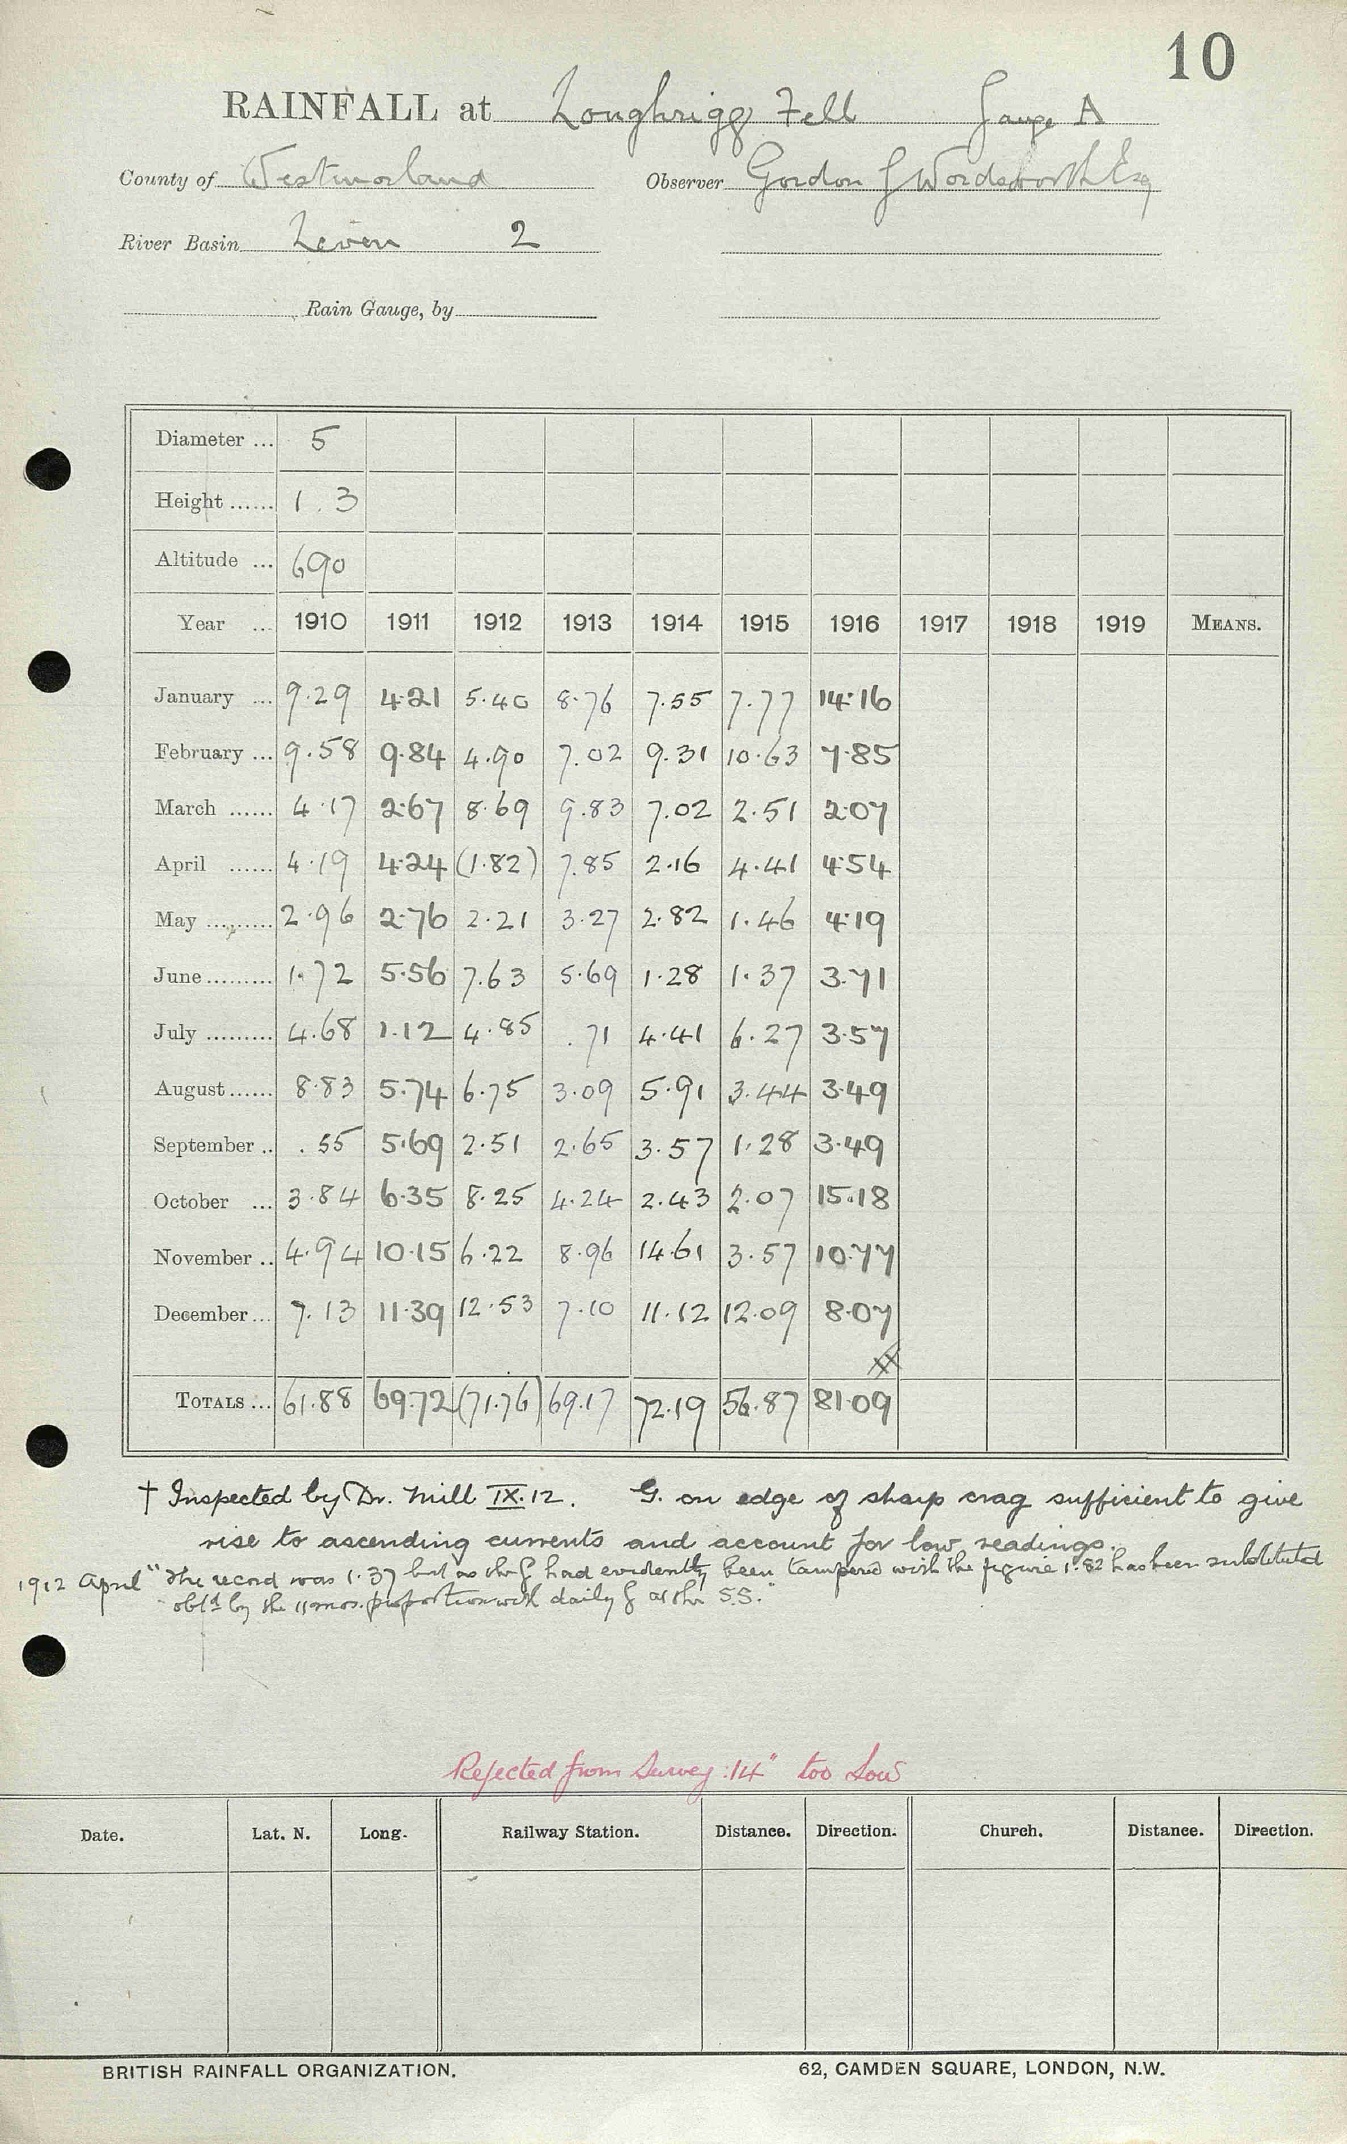 10
RAINFALL at Loughrigg Fell Gauge A
County of Westmorland Observer Gordon G Wordsworth Esq
River Basin Leven 2
Rain Gauge, by
Diameter ... 5
Height ...... 1.3
Altitude ... 690
Year ... 1910 1911 1912 1913 1914 1915 1916 1917 1918 1919 MEANS.
January ... 9.29 4.21 5.40 8.76 7.55 7.77 14.16
February ... 9.58 9.84 4.90 7.02 9.31 10.63 7.85
March ...... 4.17 2.67 8.69 9.83 7.02 2.51 2.07
April ...... 4.19 4.24 (1.82) 7.85 2.16 4.41 4.54
May ......... 2.96 2.76 2.21 3.27 2.82 1.46 4.19
June ......... 1.72 5.56 7.63 5.69 1.28 1.37 3.71
July ......... 4.68 1.12 4.85 .71 4.41 6.27 3.57
August ...... 8.83 5.74 6.75 3.09 5.91 3.44 3.49
September .. .55 5.69 2.51 2.65 3.57 1.28 3.49
October ... 3.84 6.35 8.25 4.24 2.43 2.07 15.18
November .. 4.94 10.15 6.22 8.96 14.61 3.57 10.77
December ... 7.13 11.39 12.53 7.10 11.12 12.09 8.07
TOTALS ... 61.88 69.72 (71.76) 69.17 72.19 56.87 81.09
† Inspected by Dr. Mill IX.12. G. on edge of sharp crag sufficient to give
rise to ascending currents and account for low readings.
1912 April "The record was 1.37 but as the G had evidently been tampered with the figure 1.82 has been substituted
obtd by the 11 mos. proportion with daily G at the S.S."
Rejected from Survey: 14" too low
Date. Lat. N. Long. Railway Station. Distance. Direction. Church. Distance. Direction.
BRITISH RAINFALL ORGANIZATION. 62, CAMDEN SQUARE, LONDON, N.W.